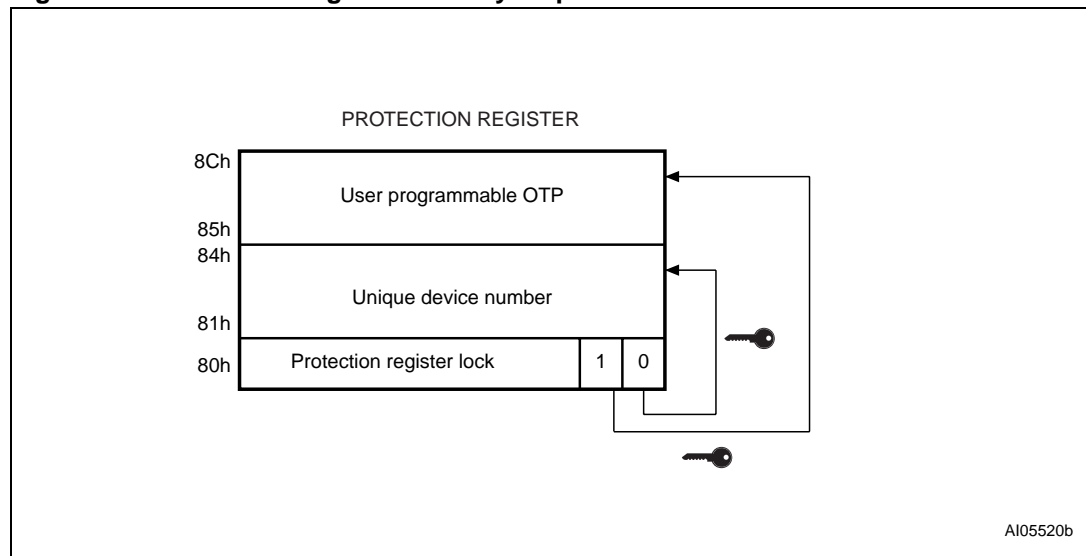 PROTECTION REGISTER
8Ch
User programmable OTP
85h
84h
Unique device number
81h
80h Protection register lock 1 0
AI05520b